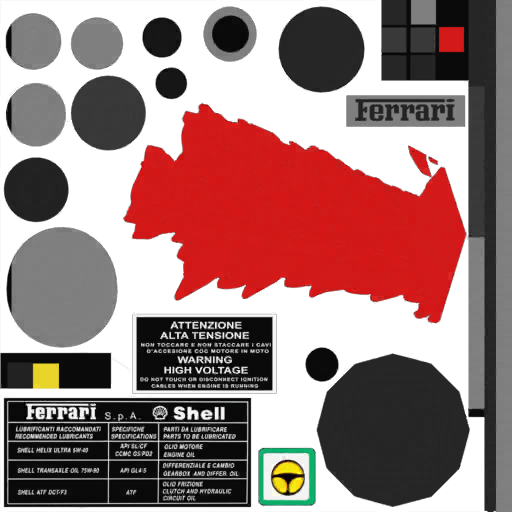 Ferrari
ATTENZIONE
ALTA TENSIONE
NON TOCCARE E NON STACCARE I CAVI
D'ACCESIONE COC MOTORE IN MOTO
WARNING
HIGH VOLTAGE
DO NOT TOUCH OR DISCONNECT IGNITION
CABLES WHEN ENGINE IS RUNNING
Ferrari S.p.A. Shell
LUBRIFICANTI RACCOMANDATI SPECIFICHE PARTI DA LUBRIFICARE
RECOMMENDED LUBRICANTS SPECIFICATIONS PARTS TO BE LUBRICATED
SHELL HELIX ULTRA 5W-40 API SL/CF CCMC G5/PD2 OLIO MOTORE ENGINE OIL
SHELL TRANSAXLE OIL 75W-90 API GL4/5 DIFFERENZIALE E CAMBIO GEARBOX AND DIFFER. OIL
SHELL ATF DCT-F3 ATF OLIO FRIZIONE CLUTCH AND HYDRAULIC CIRCUIT OIL